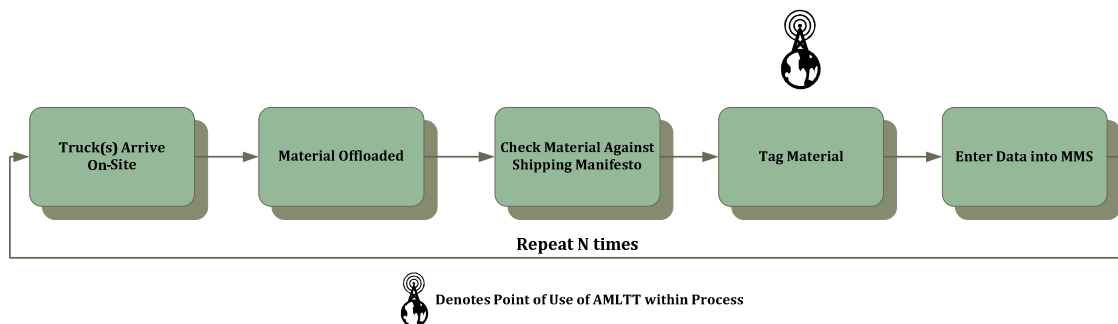 Truck(s) Arrive
On-Site
Material Offloaded
Check Material Against
Shipping Manifesto
Tag Material
Enter Data into MMS
Repeat N times
Denotes Point of Use of AMLTT within Process